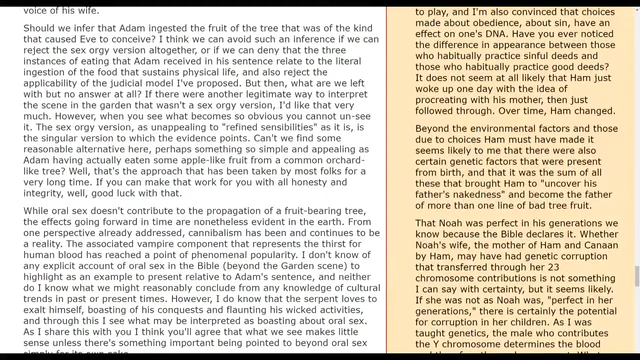 voice of his wife.
Should we infer that Adam ingested the fruit of the tree that was of the kind
that caused Eve to conceive? I think we can avoid such an inference if we can
reject the sex orgy version altogether, or if we can deny that the three
instances of eating that Adam received in his sentence relate to the literal
ingestion of the food that sustains physical life, and also reject the
applicability of the judicial model I've proposed. But then, what are we left
with but no answer at all? If there were another legitimate way to interpret
the scene in the garden that wasn't a sex orgy version, I'd like that very
much. However, when you see what becomes so obvious you cannot un-see
it. The sex orgy version, as unappealing to "refined sensibilities" as it is, is
the singular version to which the evidence points. Can't we find some
reasonable alternative here, perhaps something so simple and appealing as
Adam having actually eaten some apple-like fruit from a common orchard-
like tree? Well, that's the approach that has been taken by most folks for a
very long time. If you can make that work for you with all honesty and
integrity, well, good luck with that.
While oral sex doesn't contribute to the propagation of a fruit-bearing tree,
the effects going forward in time are nonetheless evident in the earth. From
one perspective already addressed, cannibalism has been and continues to
be a reality. The associated vampire component that represents the thirst for
human blood has reached a point of phenomenal popularity. I don't know of
any explicit account of oral sex in the Bible (beyond the Garden scene) to
highlight as an example to present relative to Adam's sentence, and neither
do I know what we might reasonably conclude from any knowledge of cultural
trends in past or present times. However, I do know that the serpent loves to
exalt himself, boasting of his conquests and flaunting his wicked activities,
and through this I see what may be interpreted as boasting about oral sex.
As I share this with you I think you'll agree that what we see makes little
sense unless there's something important being pointed to beyond oral sex
simply for its own sake.
to play, and I'm also convinced that choices
made about obedience, about sin, have an
effect on one's DNA. Have you ever noticed
the difference in appearance between those
who habitually practice sinful deeds and
those who habitually practice good deeds?
It does not seem at all likely that Ham just
woke up one day with the idea of
procreating with his mother, then just
followed through. Over time, Ham changed.
Beyond the environmental factors and those
due to choices Ham must have made it
seems likely to me that there were also
certain genetic factors that were present
from birth, and that it was the sum of all
these that brought Ham to "uncover his
father's nakedness" and become the father
of more than one line of bad tree fruit.
That Noah was perfect in his generations we
know because the Bible declares it. Whether
Noah's wife, the mother of Ham and Canaan
by Ham, may have had genetic corruption
that transferred through her 23
chromosome contributions is not something
I can say with certainty, but it seems likely.
If she was not as Noah was, "perfect in her
generations," there is certainly the potential
for corruption in her children. As I was
taught genetics, the male who contributes
the Y chromosome determines the blood